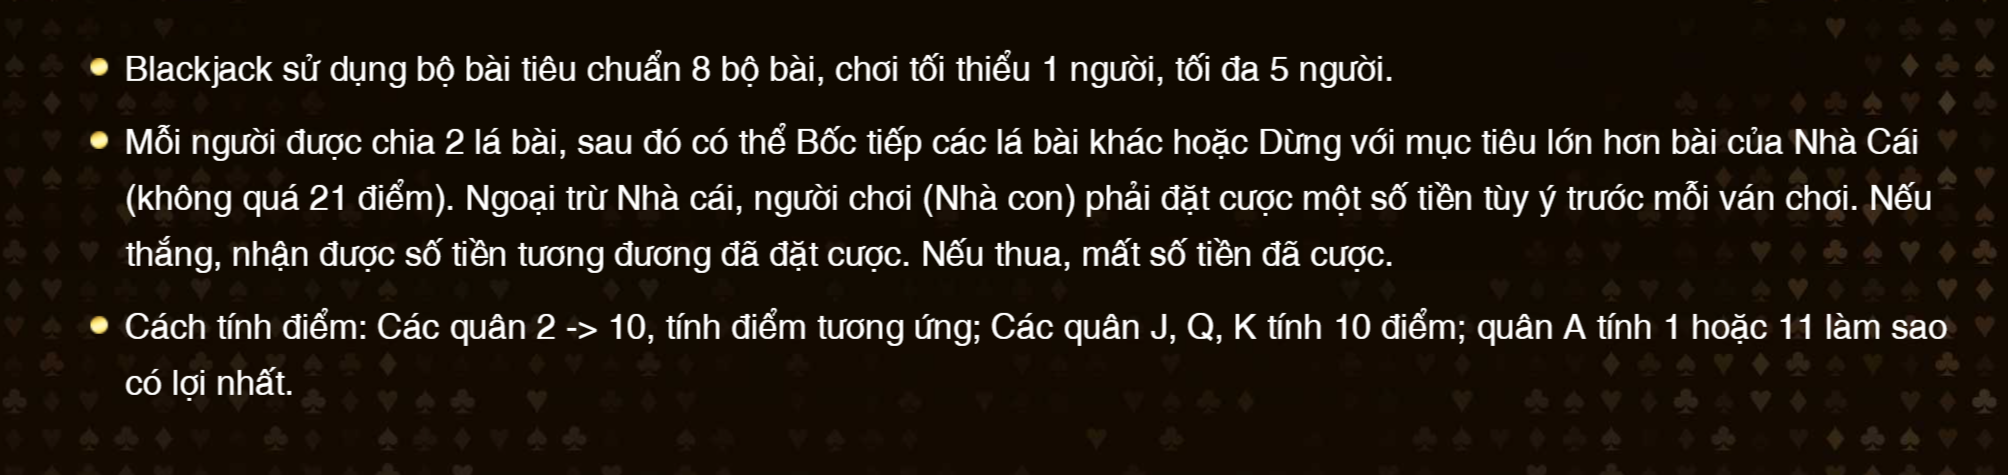 Blackjack sử dụng bộ bài tiêu chuẩn 8 bộ bài, chơi tối thiểu 1 người, tối đa 5 người.
Mỗi người được chia 2 lá bài, sau đó có thể Bốc tiếp các lá bài khác hoặc Dừng với mục tiêu lớn hơn bài của Nhà Cái
(không quá 21 điểm). Ngoại trừ Nhà cái, người chơi (Nhà con) phải đặt cược một số tiền tùy ý trước mỗi ván chơi. Nếu
thắng, nhận được số tiền tương đương đã đặt cược. Nếu thua, mất số tiền đã cược.
Cách tính điểm: Các quân 2 -> 10, tính điểm tương ứng; Các quân J, Q, K tính 10 điểm; quân A tính 1 hoặc 11 làm sao
có lợi nhất.